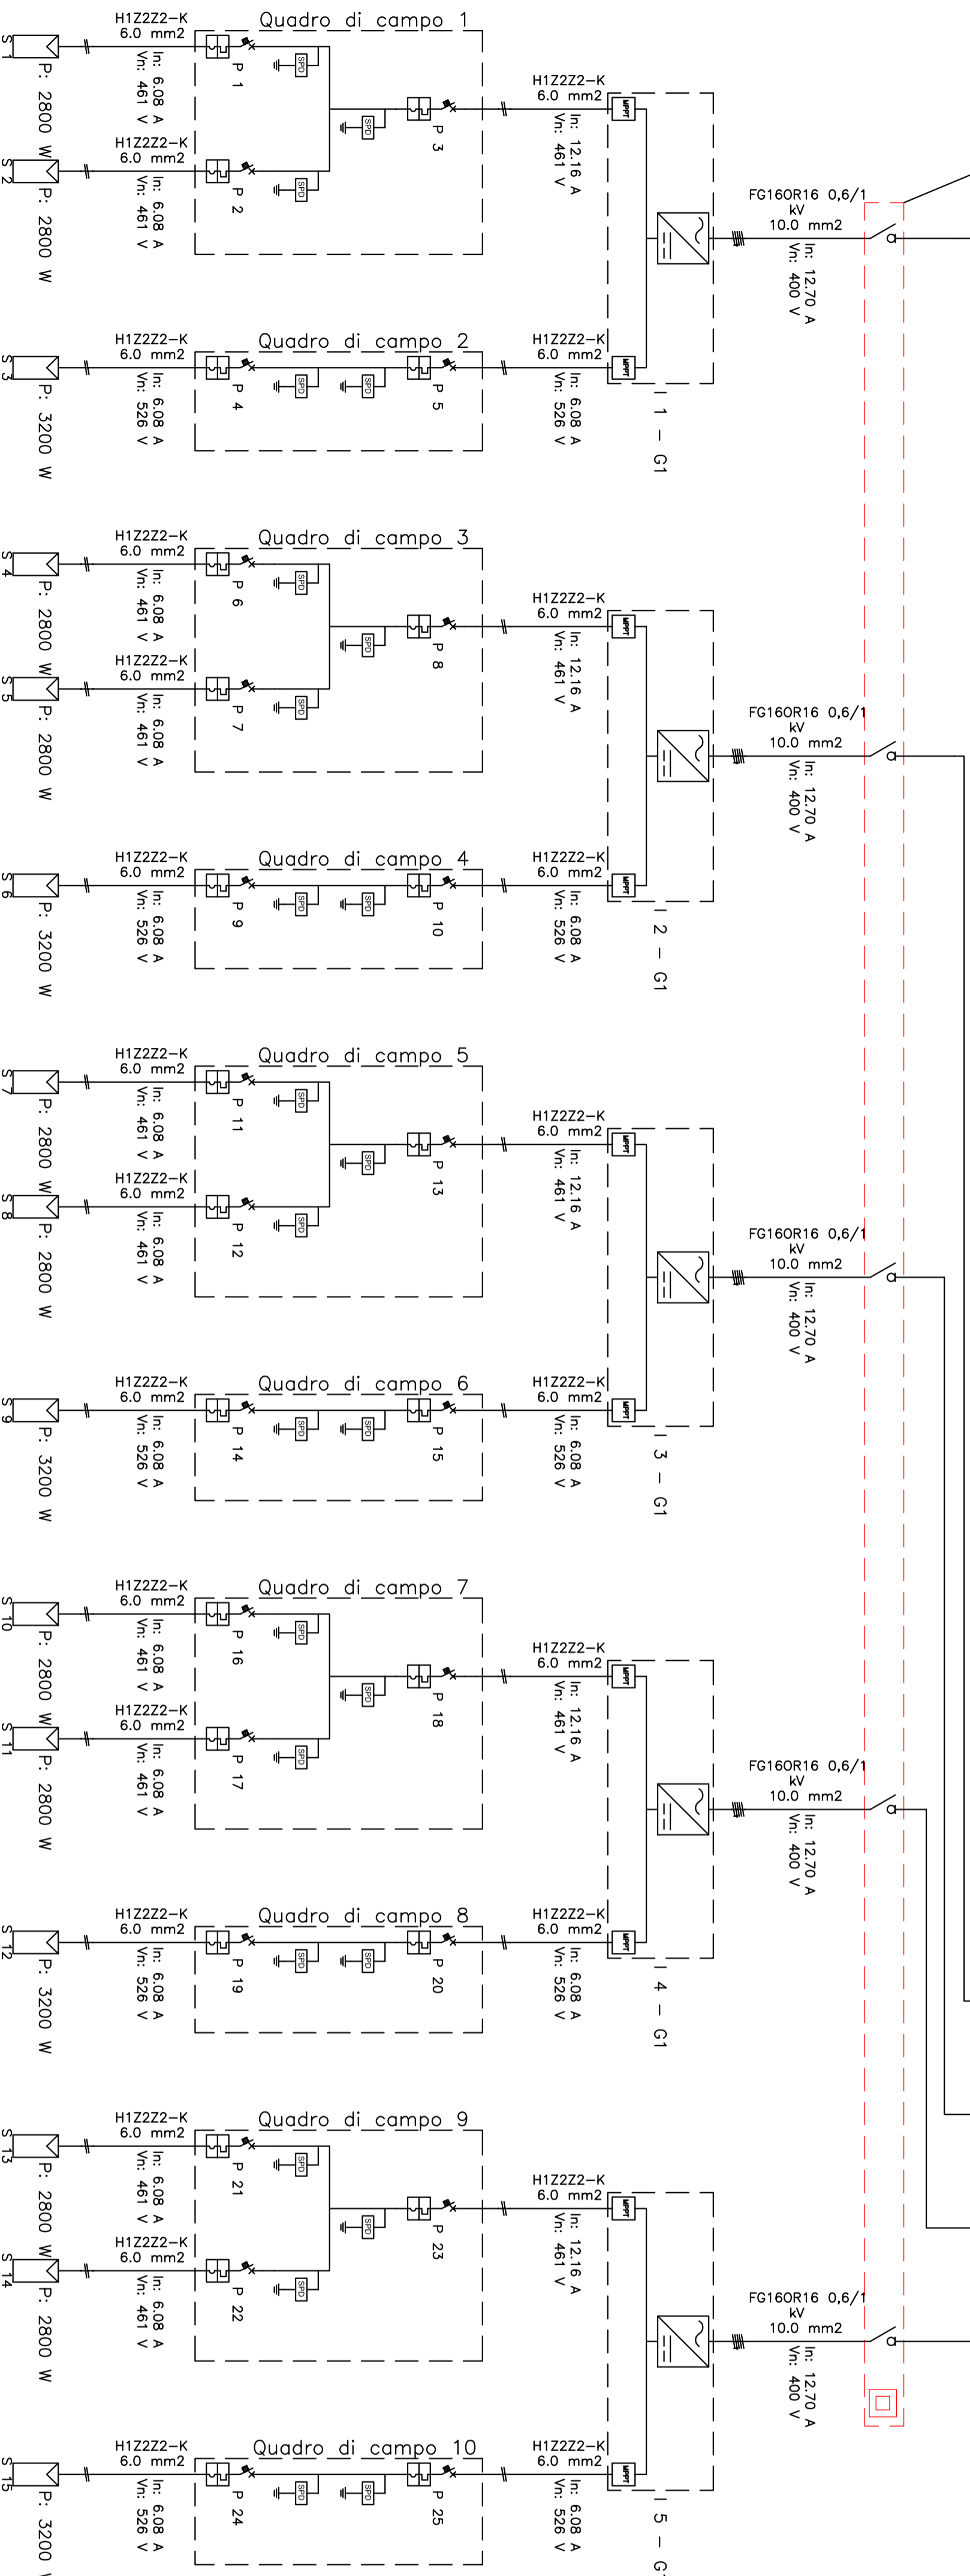 Quadro di campo 1
H1Z2Z2-K
6.0 mm2
In: 6.08 A
Vn: 461 V
S 1
P: 2800 W
P 1
SPD
H1Z2Z2-K
6.0 mm2
In: 6.08 A
Vn: 461 V
S 2
P: 2800 W
P 2
SPD
SPD
P 3
H1Z2Z2-K
6.0 mm2
In: 12.16 A
Vn: 461 V
MPPT
FG16OR16 0,6/1
kV
10.0 mm2
In: 12.70 A
Vn: 400 V
Quadro di campo 2
H1Z2Z2-K
6.0 mm2
In: 6.08 A
Vn: 526 V
S 3
P: 3200 W
P 4
SPD
SPD
P 5
H1Z2Z2-K
6.0 mm2
In: 6.08 A
Vn: 526 V
MPPT
I 1 - G1
Quadro di campo 3
H1Z2Z2-K
6.0 mm2
In: 6.08 A
Vn: 461 V
S 4
P: 2800 W
P 6
SPD
H1Z2Z2-K
6.0 mm2
In: 6.08 A
Vn: 461 V
S 5
P: 2800 W
P 7
SPD
SPD
P 8
H1Z2Z2-K
6.0 mm2
In: 12.16 A
Vn: 461 V
MPPT
FG16OR16 0,6/1
kV
10.0 mm2
In: 12.70 A
Vn: 400 V
Quadro di campo 4
H1Z2Z2-K
6.0 mm2
In: 6.08 A
Vn: 526 V
S 6
P: 3200 W
P 9
SPD
SPD
P 10
H1Z2Z2-K
6.0 mm2
In: 6.08 A
Vn: 526 V
MPPT
I 2 - G1
Quadro di campo 5
H1Z2Z2-K
6.0 mm2
In: 6.08 A
Vn: 461 V
S 7
P: 2800 W
P 11
SPD
H1Z2Z2-K
6.0 mm2
In: 6.08 A
Vn: 461 V
S 8
P: 2800 W
P 12
SPD
SPD
P 13
H1Z2Z2-K
6.0 mm2
In: 12.16 A
Vn: 461 V
MPPT
FG16OR16 0,6/1
kV
10.0 mm2
In: 12.70 A
Vn: 400 V
Quadro di campo 6
H1Z2Z2-K
6.0 mm2
In: 6.08 A
Vn: 526 V
S 9
P: 3200 W
P 14
SPD
SPD
P 15
H1Z2Z2-K
6.0 mm2
In: 6.08 A
Vn: 526 V
MPPT
I 3 - G1
Quadro di campo 7
H1Z2Z2-K
6.0 mm2
In: 6.08 A
Vn: 461 V
S 10
P: 2800 W
P 16
SPD
H1Z2Z2-K
6.0 mm2
In: 6.08 A
Vn: 461 V
S 11
P: 2800 W
P 17
SPD
SPD
P 18
H1Z2Z2-K
6.0 mm2
In: 12.16 A
Vn: 461 V
MPPT
FG16OR16 0,6/1
kV
10.0 mm2
In: 12.70 A
Vn: 400 V
Quadro di campo 8
H1Z2Z2-K
6.0 mm2
In: 6.08 A
Vn: 526 V
S 12
P: 3200 W
P 19
SPD
SPD
P 20
H1Z2Z2-K
6.0 mm2
In: 6.08 A
Vn: 526 V
MPPT
I 4 - G1
Quadro di campo 9
H1Z2Z2-K
6.0 mm2
In: 6.08 A
Vn: 461 V
S 13
P: 2800 W
P 21
SPD
H1Z2Z2-K
6.0 mm2
In: 6.08 A
Vn: 461 V
S 14
P: 2800 W
P 22
SPD
SPD
P 23
H1Z2Z2-K
6.0 mm2
In: 12.16 A
Vn: 461 V
MPPT
FG16OR16 0,6/1
kV
10.0 mm2
In: 12.70 A
Vn: 400 V
Quadro di campo 10
H1Z2Z2-K
6.0 mm2
In: 6.08 A
Vn: 526 V
S 15
P: 3200
P 24
SPD
SPD
P 25
H1Z2Z2-K
6.0 mm2
In: 6.08 A
Vn: 526 V
MPPT
I 5 - G